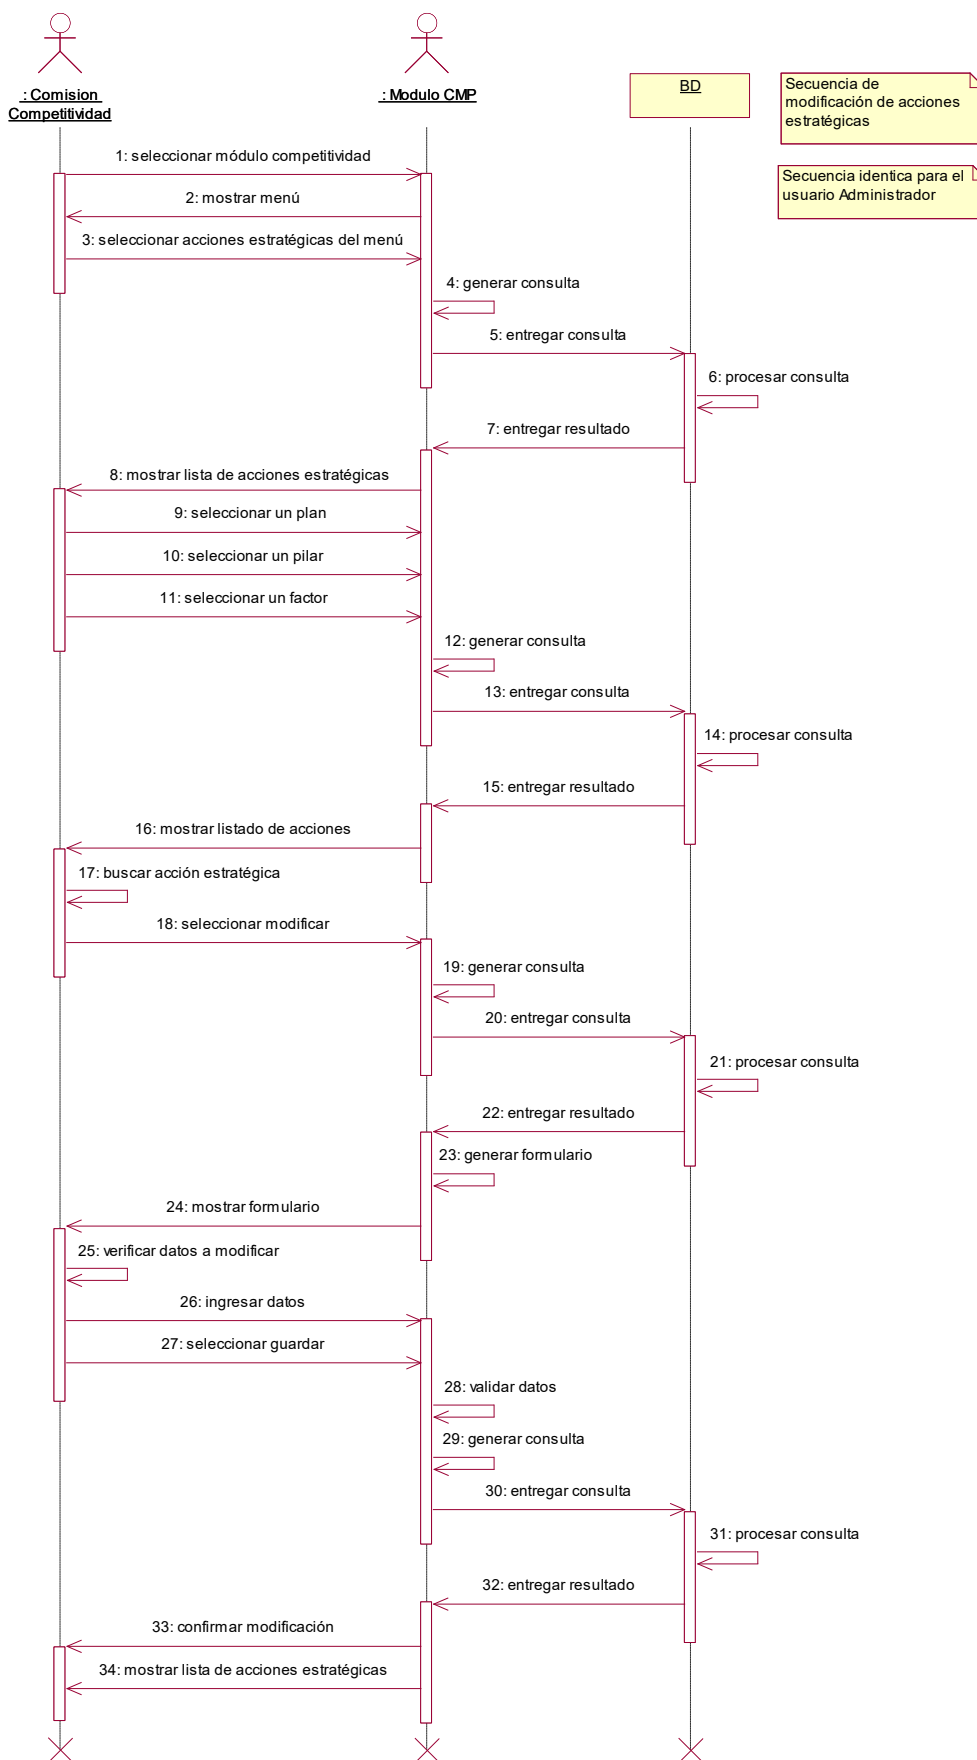 : Comision
Competitividad
: Modulo CMP
BD
Secuencia de
modificación de acciones
estratégicas
Secuencia identica para el
usuario Administrador
1: seleccionar módulo competitividad
2: mostrar menú
3: seleccionar acciones estratégicas del menú
4: generar consulta
5: entregar consulta
6: procesar consulta
7: entregar resultado
8: mostrar lista de acciones estratégicas
9: seleccionar un plan
10: seleccionar un pilar
11: seleccionar un factor
12: generar consulta
13: entregar consulta
14: procesar consulta
15: entregar resultado
16: mostrar listado de acciones
17: buscar acción estratégica
18: seleccionar modificar
19: generar consulta
20: entregar consulta
21: procesar consulta
22: entregar resultado
23: generar formulario
24: mostrar formulario
25: verificar datos a modificar
26: ingresar datos
27: seleccionar guardar
28: validar datos
29: generar consulta
30: entregar consulta
31: procesar consulta
32: entregar resultado
33: confirmar modificación
34: mostrar lista de acciones estratégicas